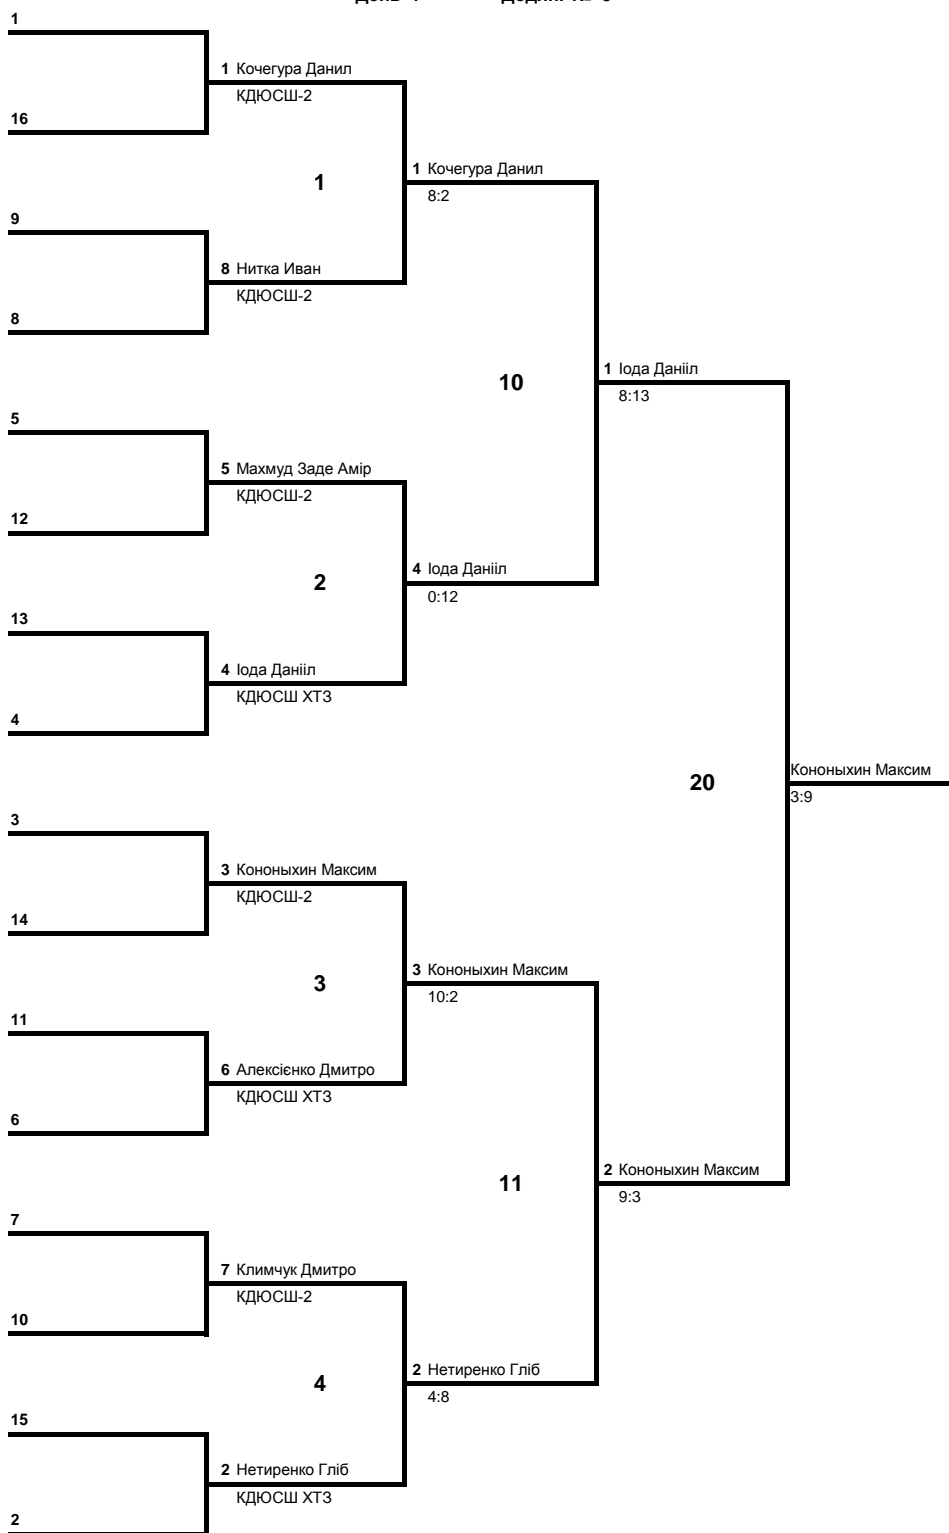 1
1 Кочегура Данил
КДЮСШ-2
16
1 Кочегура Данил
1
8:2
9
8 Нитка Иван
КДЮСШ-2
8
1 Іода Данііл
10
8:13
5
5 Махмуд Заде Амір
КДЮСШ-2
12
4 Іода Данііл
2
0:12
13
4 Іода Данііл
КДЮСШ ХТЗ
4
Кононыхин Максим
20
3:9
3
3 Кононыхин Максим
КДЮСШ-2
14
3 Кононыхин Максим
3
10:2
11
6 Алексієнко Дмитро
КДЮСШ ХТЗ
6
2 Кононыхин Максим
11
9:3
7
7 Климчук Дмитро
КДЮСШ-2
10
2 Нетиренко Гліб
4
4:8
15
2 Нетиренко Гліб
КДЮСШ ХТЗ
2